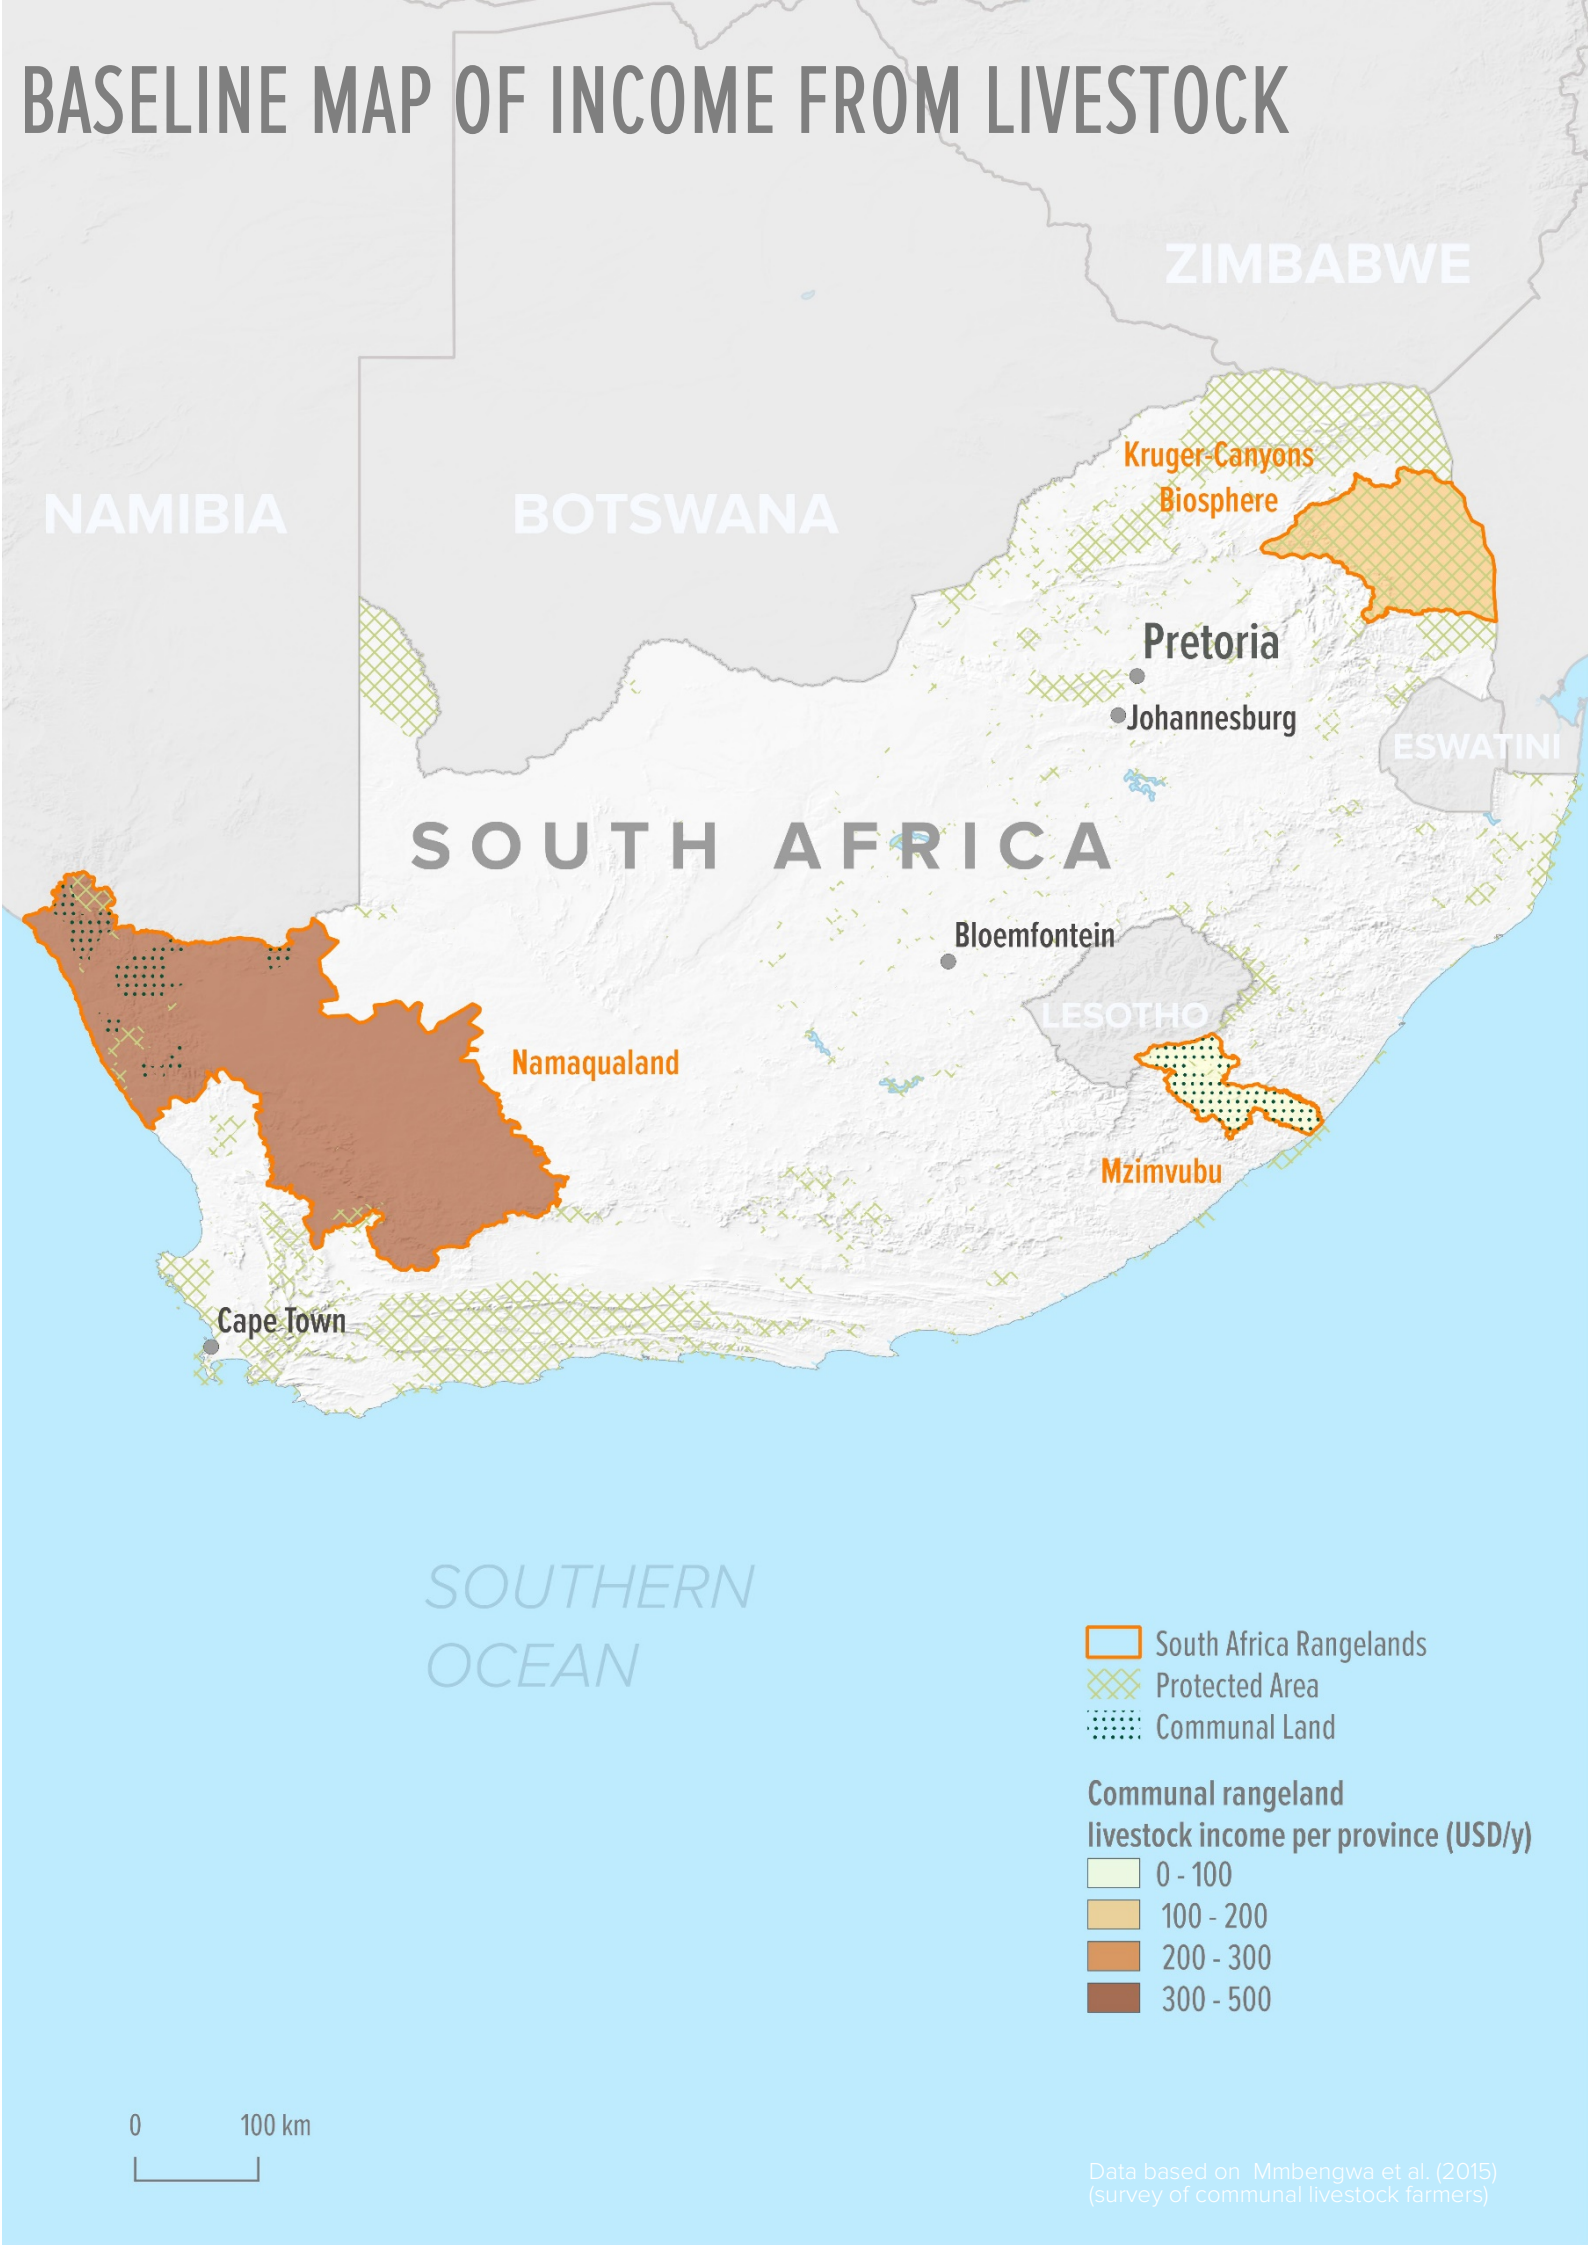 BASELINE MAP OF INCOME FROM LIVESTOCK
ZIMBABWE
Kruger-Canyons
Biosphere
NAMIBIA
BOTSWANA
Pretoria
Johannesburg
ESWATINI
SOUTH AFRICA
Bloemfontein
LESOTHO
Namaqualand
Mzimvubu
Cape Town
SOUTHERN
OCEAN
South Africa Rangelands
Protected Area
Communal Land
Communal rangeland
livestock income per province (USD/y)
0 - 100
100 - 200
200 - 300
300 - 500
0 100 km
Data based on Mmbengwa et al. (2015)
(survey of communal livestock farmers)